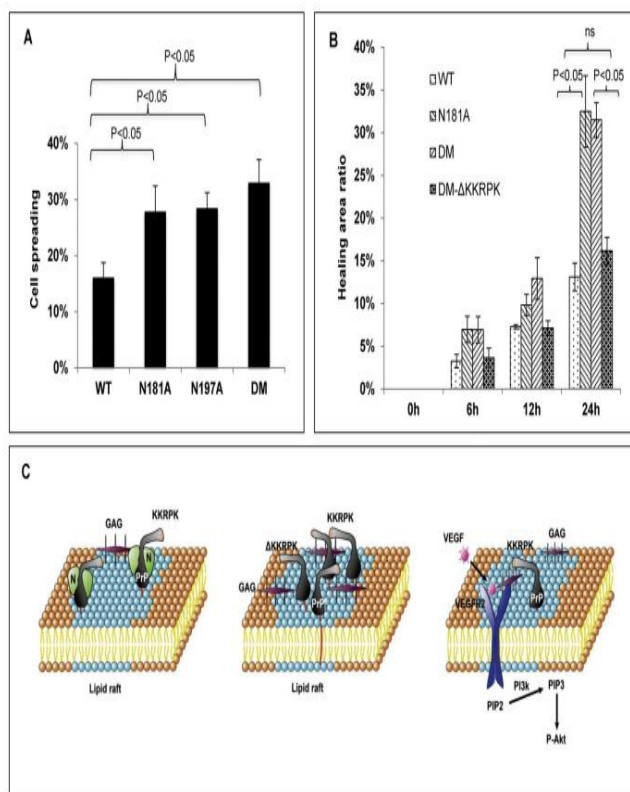 A
P<0.05
P<0.05
P<0.05
Cell spreading
40%
30%
20%
10%
0%
WT N181A N197A DM
B
ns
P<0.05 P<0.05
WT
N181A
DM
DM-ΔKKRPK
Healing area ratio
40%
35%
30%
25%
20%
15%
10%
5%
0%
0h 6h 12h 24h
C
GAG
KKRPK
N
N
PrP
N
PrP
Lipid raft
KKRPK
ΔKKRPK
GAG
PrP
Lipid raft
VEGF
KKRPK
GAG
VEGFR2
PrP
PIP2
PI3k
PIP3
P-Akt